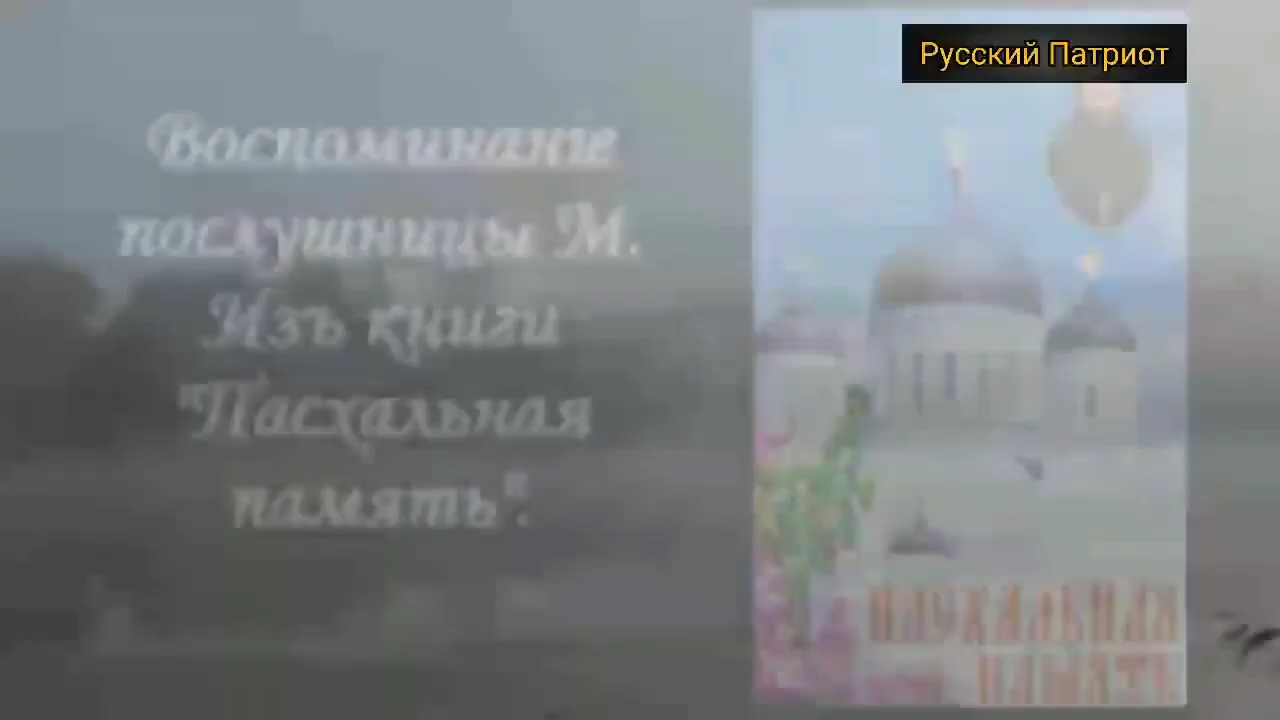 Русский Патриот
Воспоминаніе
послушницы М.
Изъ книги
"Пасхальная
память".
ПАСХАЛЬНАЯ
ПАМЯТЬ